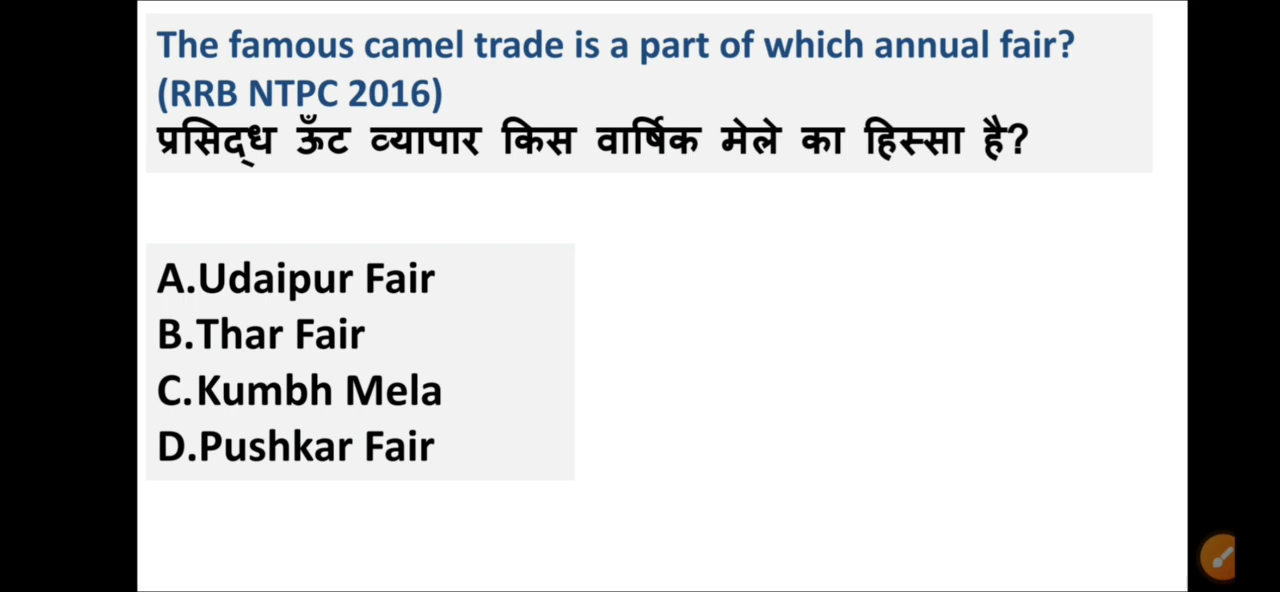 The famous camel trade is a part of which annual fair?
(RRB NTPC 2016)
प्रसिद्ध ऊँट व्यापार किस वार्षिक मेले का हिस्सा है?
A.Udaipur Fair
B.Thar Fair
C.Kumbh Mela
D.Pushkar Fair